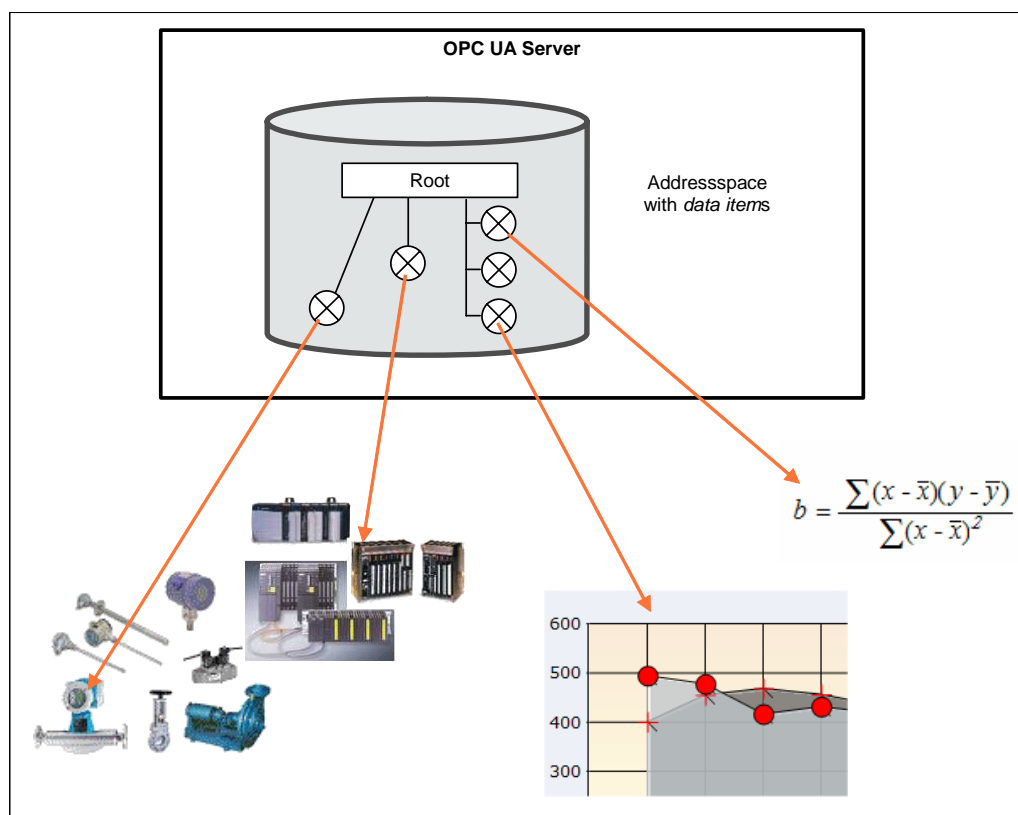 OPC UA Server
Root
Addressspace
with data items
b = ∑(x - x̅)(y - y̅) / ∑(x - x̅)²
600
500
400
300